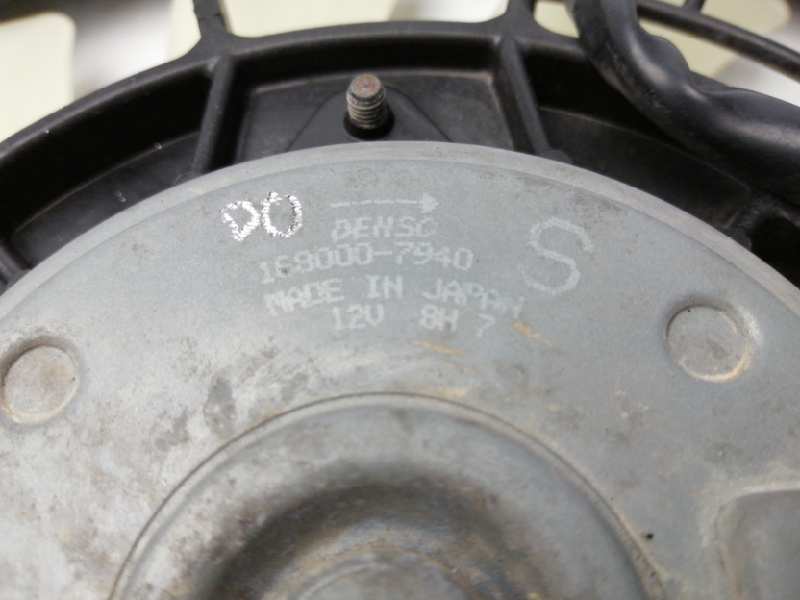 DO
DENSO
168000-7940
S
MADE IN JAPAN
12V 8H 7